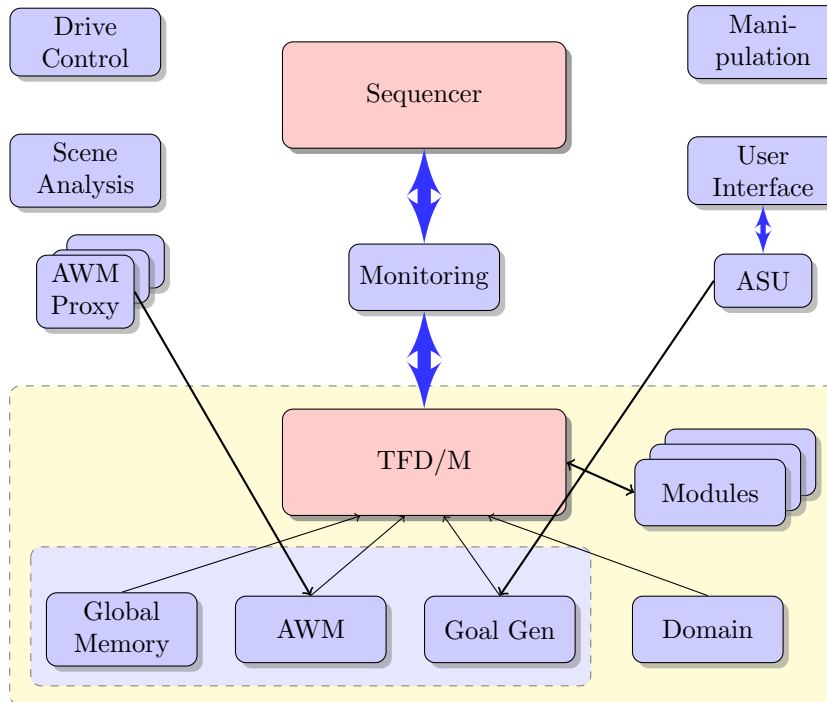 Drive
Control
Sequencer
Mani-
pulation
Scene
Analysis
User
Interface
AWM
Proxy
Monitoring
ASU
TFD/M
Modules
Global
Memory
AWM
Goal Gen
Domain